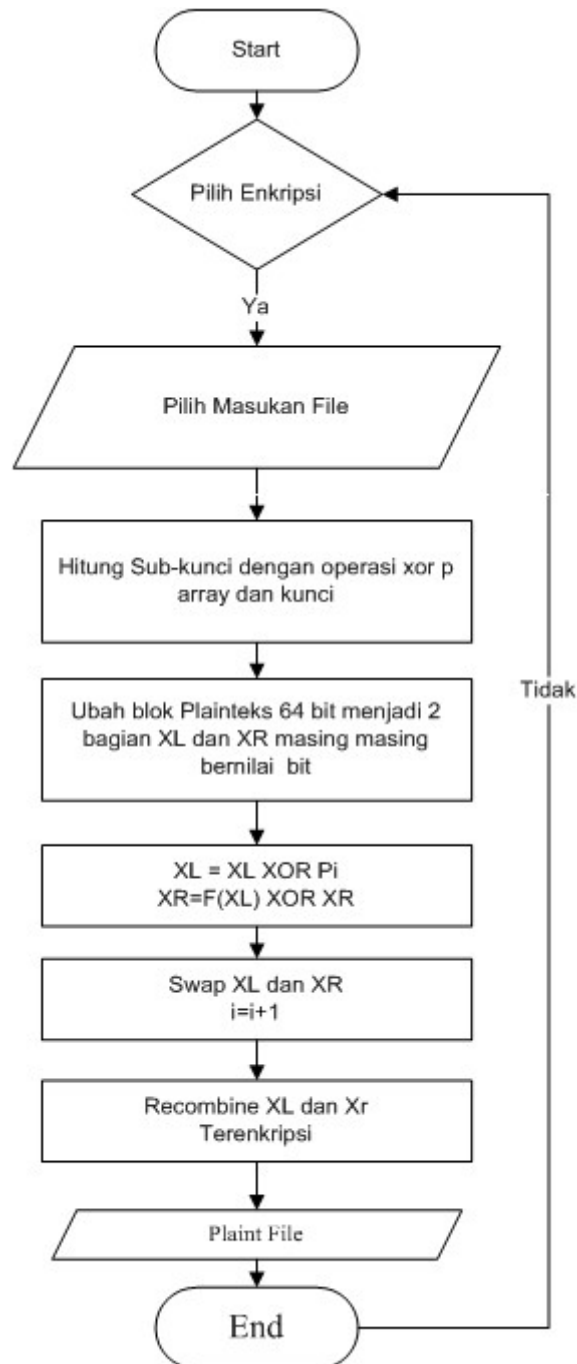 Start
Pilih Enkripsi
Ya
Pilih Masukan File
Hitung Sub-kunci dengan operasi xor p
array dan kunci
Tidak
Ubah blok Plainteks 64 bit menjadi 2
bagian XL dan XR masing masing
bernilai  bit
XL = XL XOR Pi
XR=F(XL) XOR XR
Swap XL dan XR
i=i+1
Recombine XL dan Xr
Terenkripsi
Plaint File
End